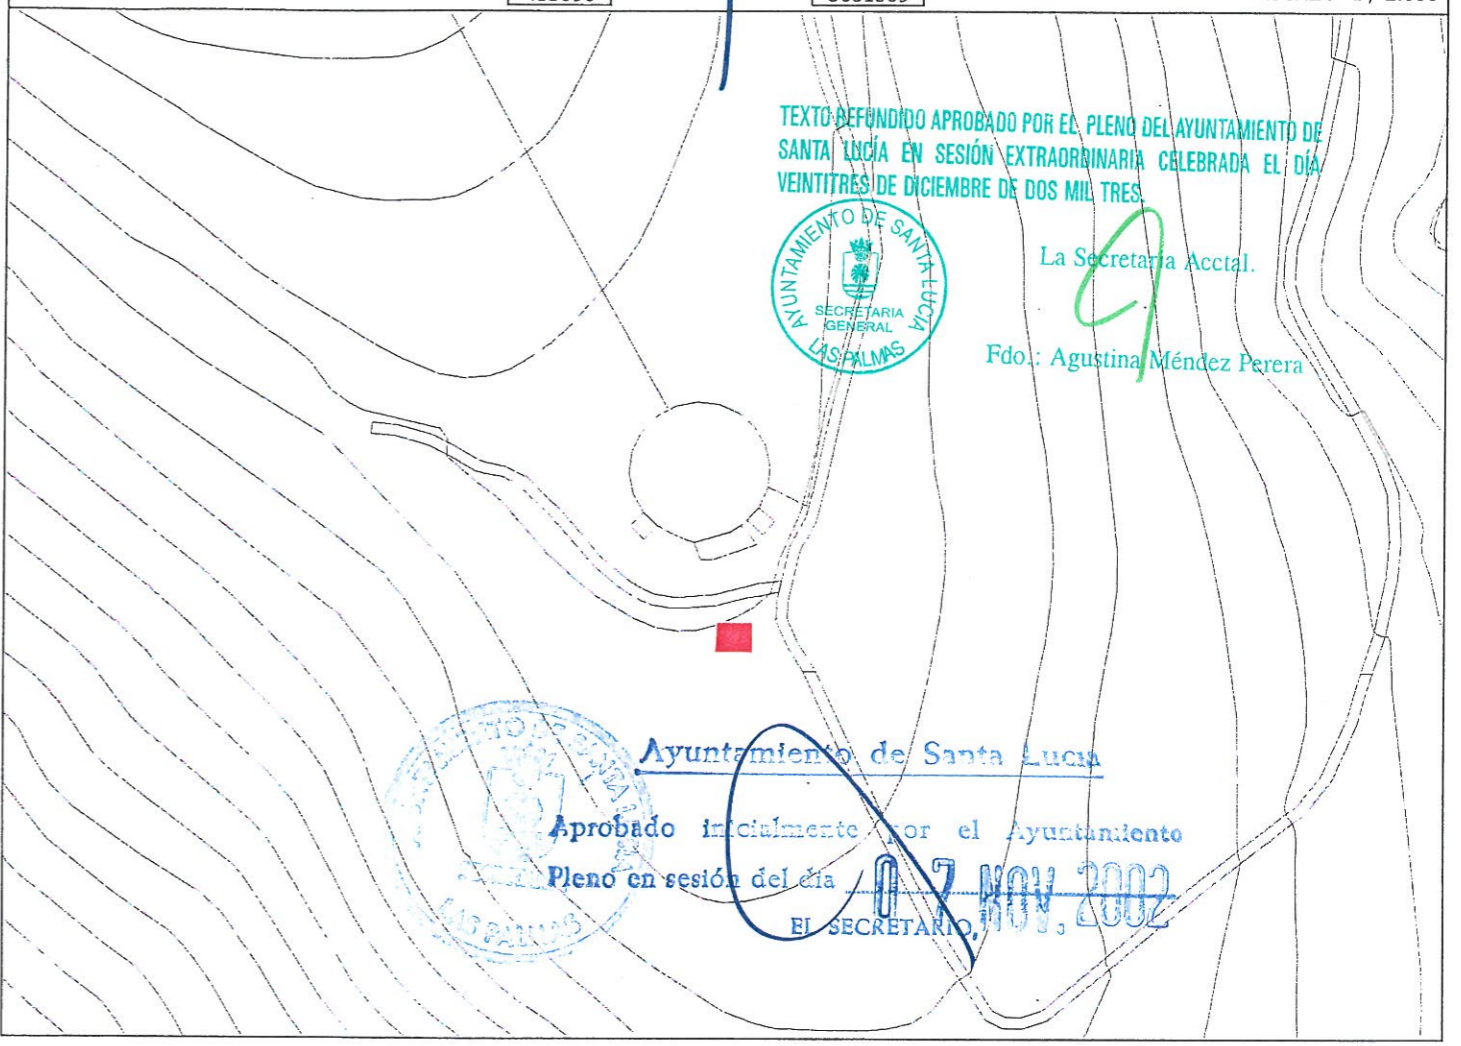 TEXTO REFUNDIDO APROBADO POR EL PLENO DEL AYUNTAMIENTO DE
SANTA LUCÍA EN SESIÓN EXTRAORDINARIA CELEBRADA EL DÍA
VEINTITRES DE DICIEMBRE DE DOS MIL TRES.
AYUNTAMIENTO DE SANTA LUCIA
SECRETARIA
GENERAL
LAS PALMAS
La Secretaria Acctal.
Fdo.: Agustina Méndez Perera
Ayuntamiento de Santa Lucia
Aprobado inicialmente por el Ayuntamiento
Pleno en sesión del dia 07 NOV. 2002
EL SECRETARIO,
LAS PALMAS